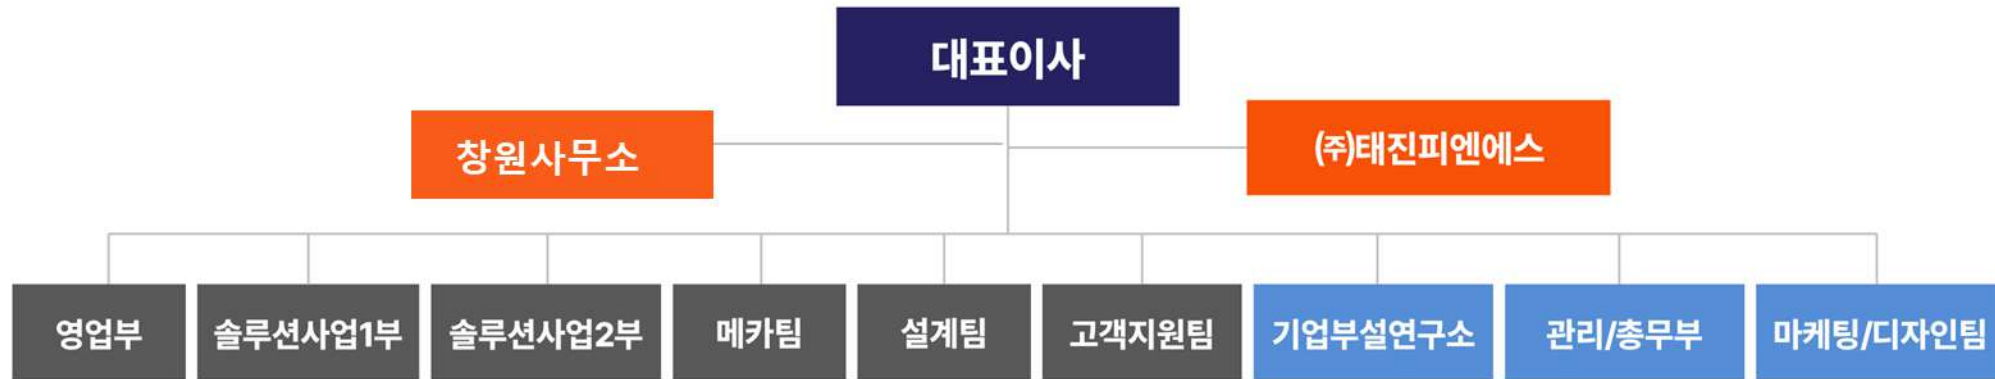 대표이사
창원사무소
㈜태진피엔에스
영업부
솔루션사업1부
솔루션사업2부
메카팀
설계팀
고객지원팀
기업부설연구소
관리/총무부
마케팅/디자인팀